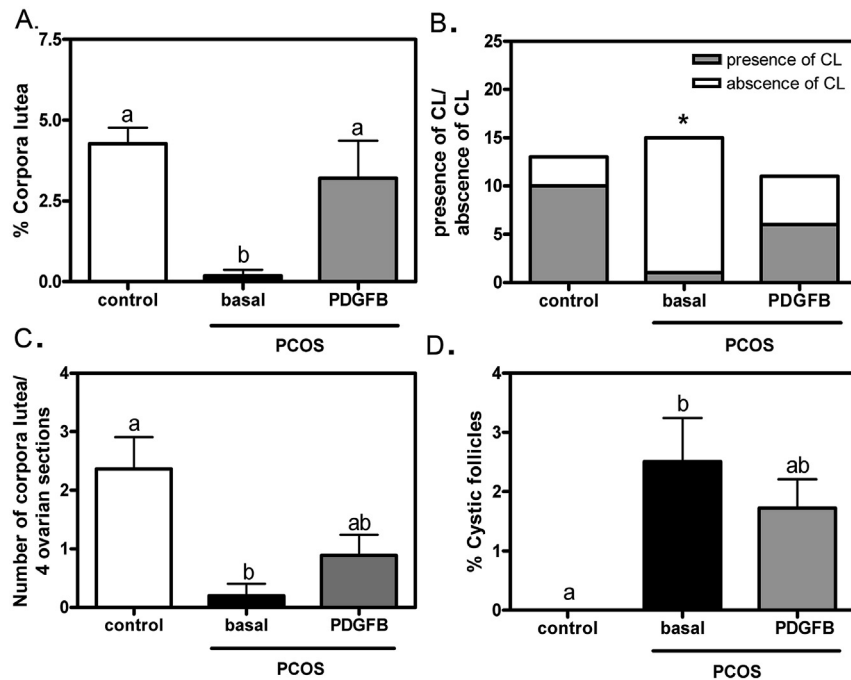 A.
% Corpora lutea
7.5
5.0
2.5
0.0
a
b
a
control
basal
PDGFB
PCOS
B.
presence of CL/
abscence of CL
25
20
15
10
5
0
presence of CL
abscence of CL
*
control
basal
PDGFB
PCOS
C.
Number of corpora lutea/
4 ovarian sections
4
3
2
1
0
a
b
ab
control
basal
PDGFB
PCOS
D.
% Cystic follicles
4
3
2
1
0
a
b
ab
control
basal
PDGFB
PCOS